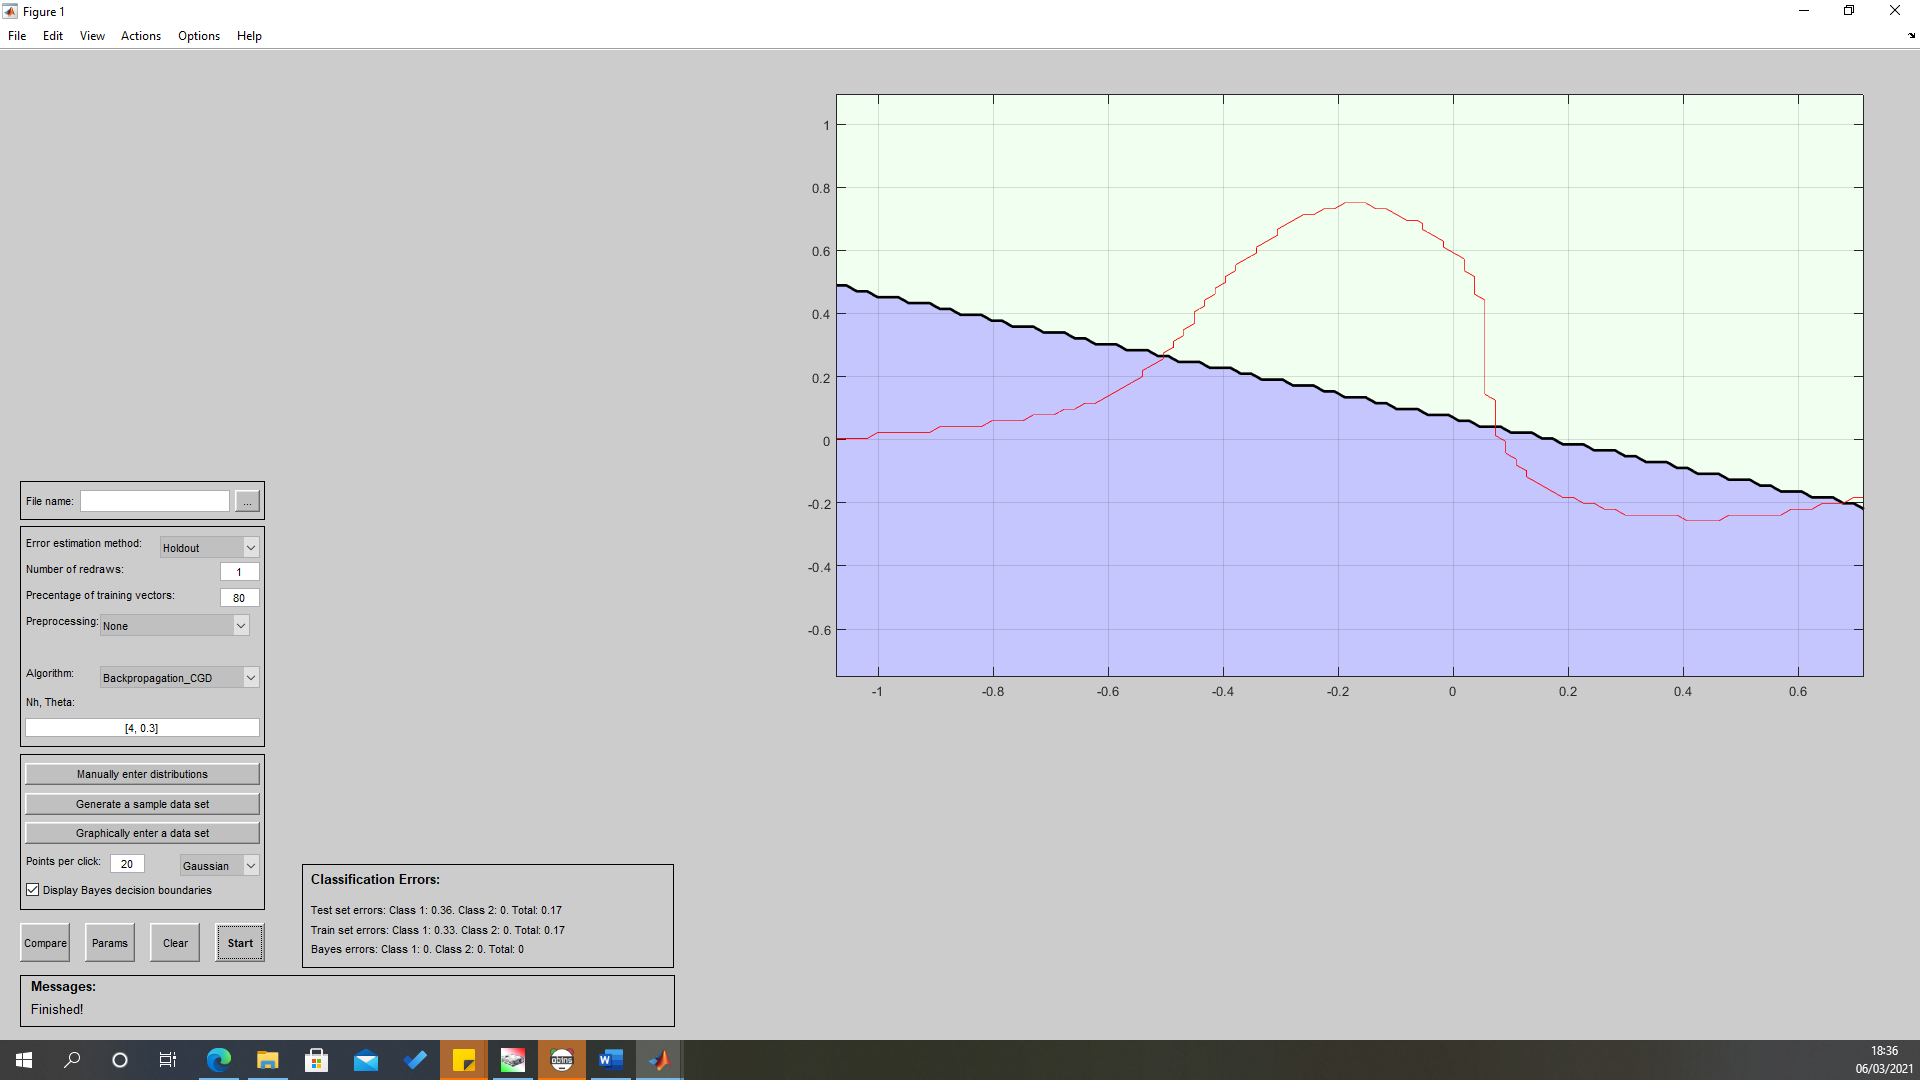 Figure 1
File Edit View Actions Options Help
1
0.8
0.6
0.4
0.2
0
-0.2
-0.4
-0.6
-1 -0.8 -0.6 -0.4 -0.2 0 0.2 0.4 0.6
File name: ...
Error estimation method: Holdout
Number of redraws: 1
Precentage of training vectors: 80
Preprocessing: None
Algorithm: Backpropagation_CGD
Nh, Theta:
[4, 0.3]
Manually enter distributions
Generate a sample data set
Graphically enter a data set
Points per click: 20 Gaussian
Display Bayes decision boundaries
Compare Params Clear Start
Classification Errors:
Test set errors: Class 1: 0.36. Class 2: 0. Total: 0.17
Train set errors: Class 1: 0.33. Class 2: 0. Total: 0.17
Bayes errors: Class 1: 0. Class 2: 0. Total: 0
Messages:
Finished!
18:36
06/03/2021